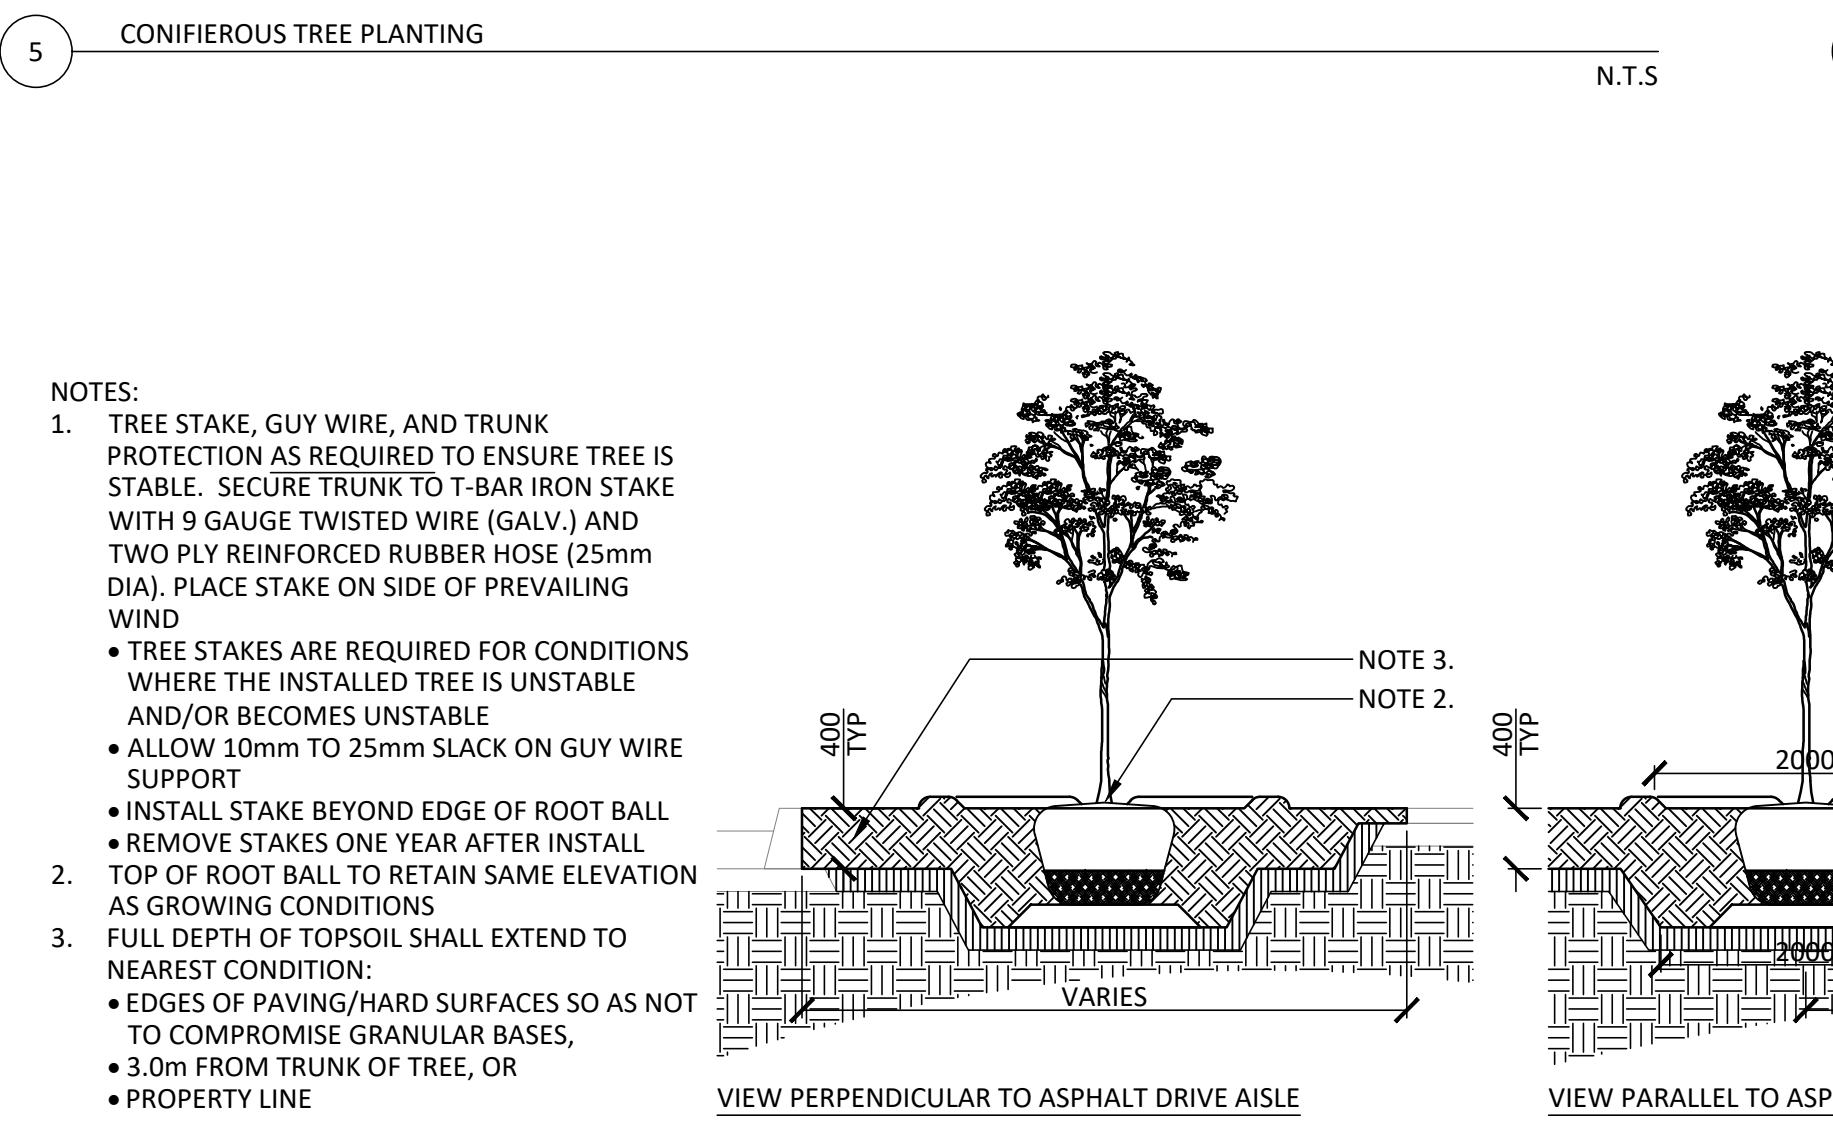 5
CONIFIEROUS TREE PLANTING
N.T.S
NOTES:
1. TREE STAKE, GUY WIRE, AND TRUNK
PROTECTION AS REQUIRED TO ENSURE TREE IS
STABLE. SECURE TRUNK TO T-BAR IRON STAKE
WITH 9 GAUGE TWISTED WIRE (GALV.) AND
TWO PLY REINFORCED RUBBER HOSE (25mm
DIA). PLACE STAKE ON SIDE OF PREVAILING
WIND
• TREE STAKES ARE REQUIRED FOR CONDITIONS
WHERE THE INSTALLED TREE IS UNSTABLE
AND/OR BECOMES UNSTABLE
• ALLOW 10mm TO 25mm SLACK ON GUY WIRE
SUPPORT
• INSTALL STAKE BEYOND EDGE OF ROOT BALL
• REMOVE STAKES ONE YEAR AFTER INSTALL
2. TOP OF ROOT BALL TO RETAIN SAME ELEVATION
AS GROWING CONDITIONS
3. FULL DEPTH OF TOPSOIL SHALL EXTEND TO
NEAREST CONDITION:
• EDGES OF PAVING/HARD SURFACES SO AS NOT
TO COMPROMISE GRANULAR BASES,
• 3.0m FROM TRUNK OF TREE, OR
• PROPERTY LINE
NOTE 3.
NOTE 2.
400
TYP
VARIES
VIEW PERPENDICULAR TO ASPHALT DRIVE AISLE
400
TYP
2000
2000
VIEW PARALLEL TO ASP